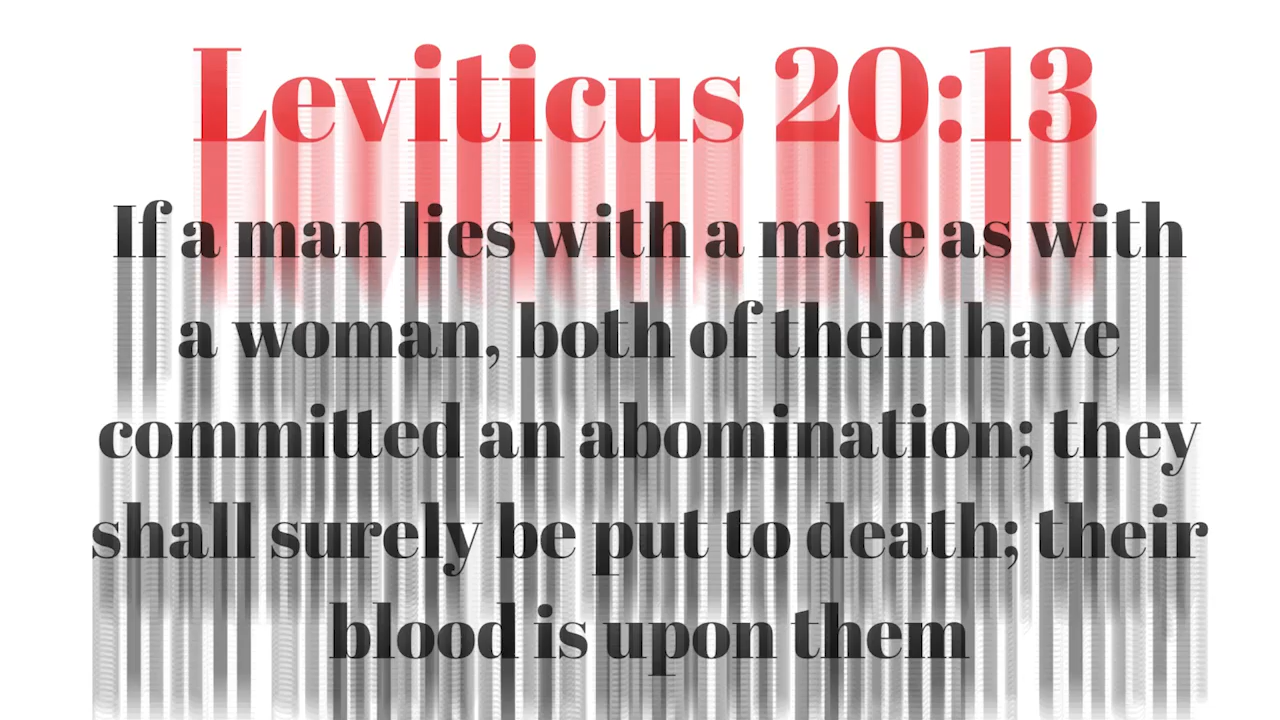 Leviticus 20:13
If a man lies with a male as with
a woman, both of them have
committed an abomination; they
shall surely be put to death; their
blood is upon them